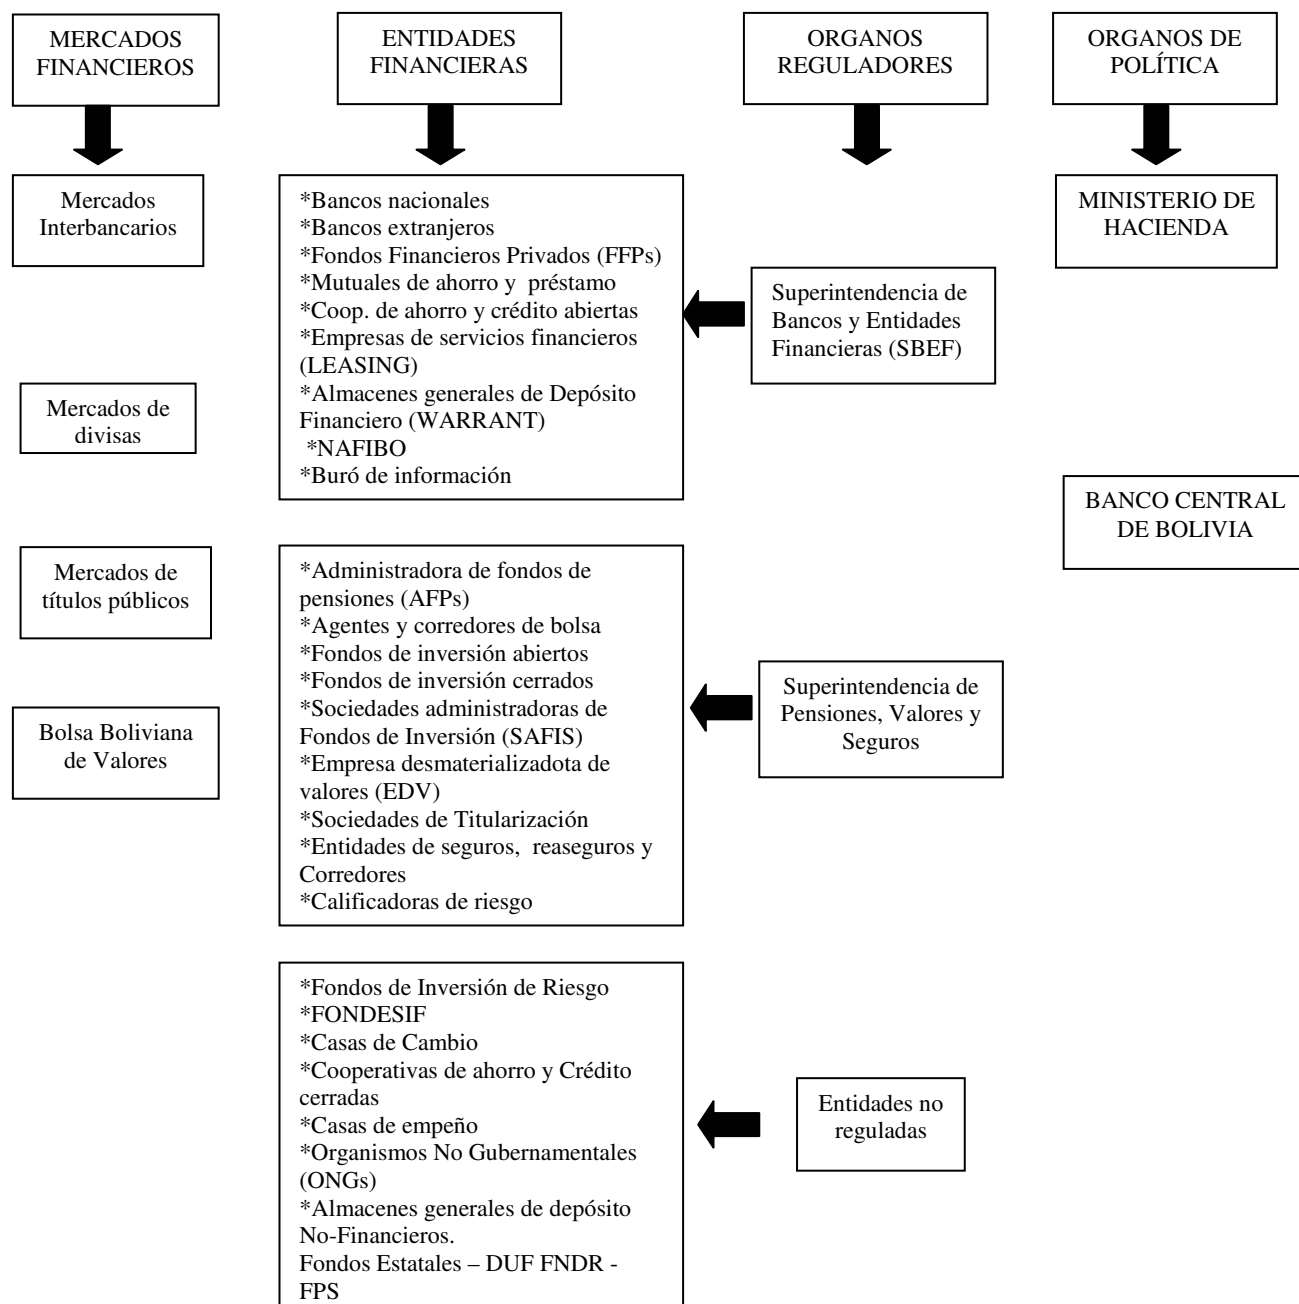 MERCADOS
FINANCIEROS
ENTIDADES
FINANCIERAS
ORGANOS
REGULADORES
ORGANOS DE
POLÍTICA
Mercados
Interbancarios
Mercados de
divisas
Mercados de
títulos públicos
Bolsa Boliviana
de Valores
*Bancos nacionales
*Bancos extranjeros
*Fondos Financieros Privados (FFPs)
*Mutuales de ahorro y préstamo
*Coop. de ahorro y crédito abiertas
*Empresas de servicios financieros
(LEASING)
*Almacenes generales de Depósito
Financiero (WARRANT)
*NAFIBO
*Buró de información
*Administradora de fondos de
pensiones (AFPs)
*Agentes y corredores de bolsa
*Fondos de inversión abiertos
*Fondos de inversión cerrados
*Sociedades administradoras de
Fondos de Inversión (SAFIS)
*Empresa desmaterializadota de
valores (EDV)
*Sociedades de Titularización
*Entidades de seguros, reaseguros y
Corredores
*Calificadoras de riesgo
*Fondos de Inversión de Riesgo
*FONDESIF
*Casas de Cambio
*Cooperativas de ahorro y Crédito
cerradas
*Casas de empeño
*Organismos No Gubernamentales
(ONGs)
*Almacenes generales de depósito
No-Financieros.
Fondos Estatales – DUF FNDR -
FPS
Superintendencia de
Bancos y Entidades
Financieras (SBEF)
Superintendencia de
Pensiones, Valores y
Seguros
Entidades no
reguladas
MINISTERIO DE
HACIENDA
BANCO CENTRAL
DE BOLIVIA